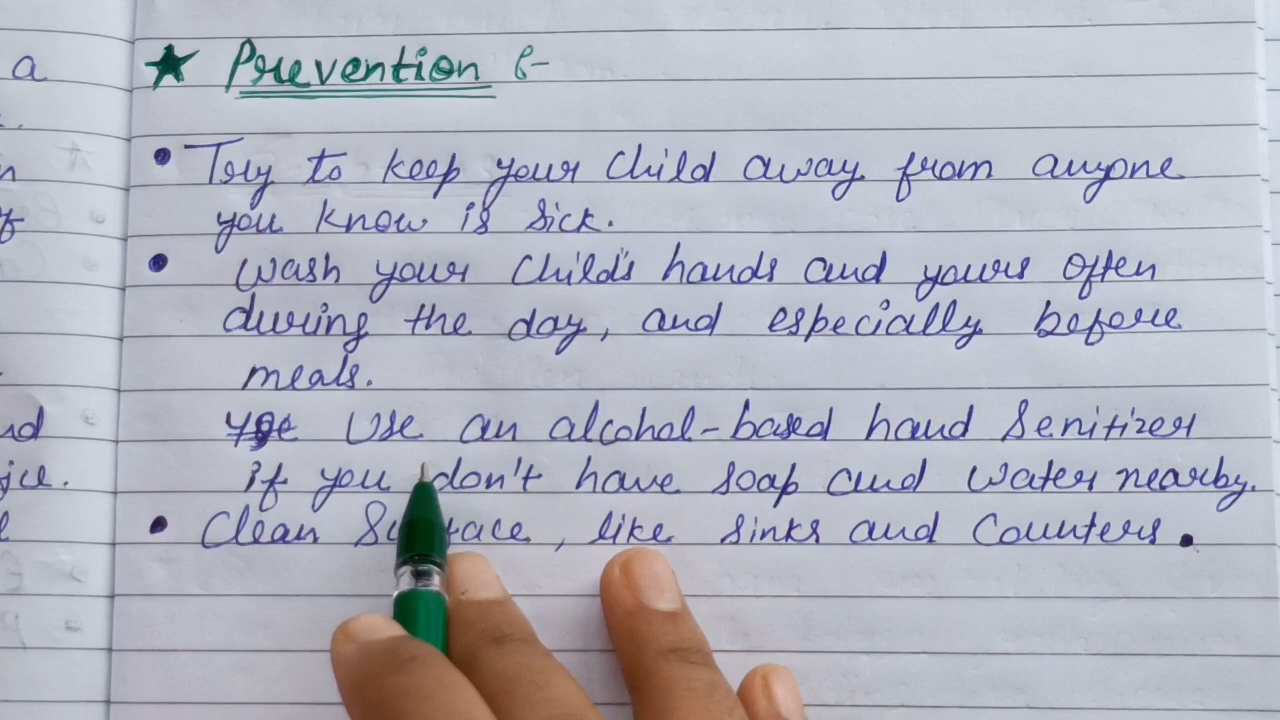 ★ Prevention :-
• Try to keep your child away from anyone
you know is sick.
• Wash your child's hands and yours often
during the day, and especially before
meals.
Use an alcohol-based hand Senitizer
if you don't have soap and water nearby.
• Clean Surface, like sinks and Counters.